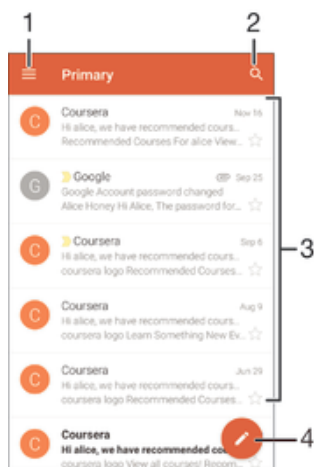 1
2
Primary
C
Coursera
Nov 16
Hi alice, we have recommended cours...
Recommended Courses For alice View...
G
Google
Sep 25
Google Account password changed
Alice Honey Hi Alice, The password for...
C
Coursera
Sep 6
Hi alice, we have recommended cours...
coursera logo Recommended Courses...
3
C
Coursera
Aug 9
Hi alice, we have recommended cours...
coursera logo Learn Something New Ev...
C
Coursera
Jun 29
Hi alice, we have recommended cours...
coursera logo Recommended Courses...
4
C
Coursera
Hi alice, we have recommended co
coursera logo View all courses! Recom...